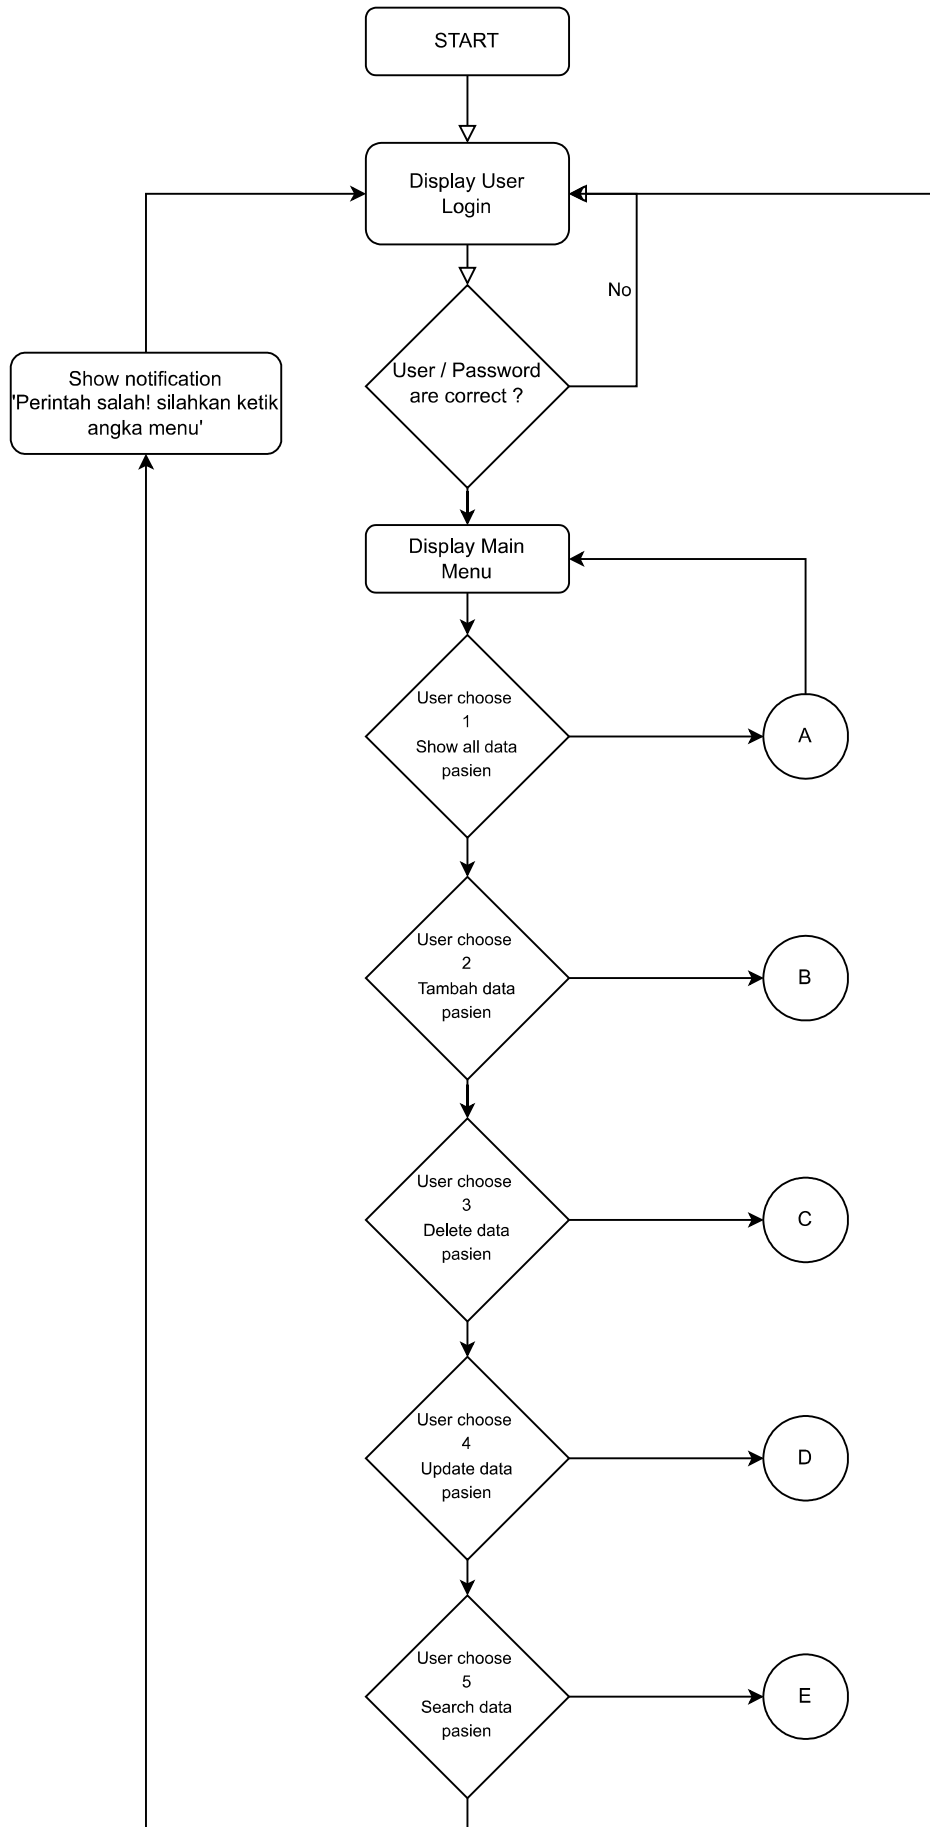 START
Display User
Login
No
User / Password
are correct ?
Show notification
'Perintah salah! silahkan ketik
angka menu'
Display Main
Menu
User choose
1
Show all data
pasien
A
User choose
2
Tambah data
pasien
B
User choose
3
Delete data
pasien
C
User choose
4
Update data
pasien
D
User choose
5
Search data
pasien
E